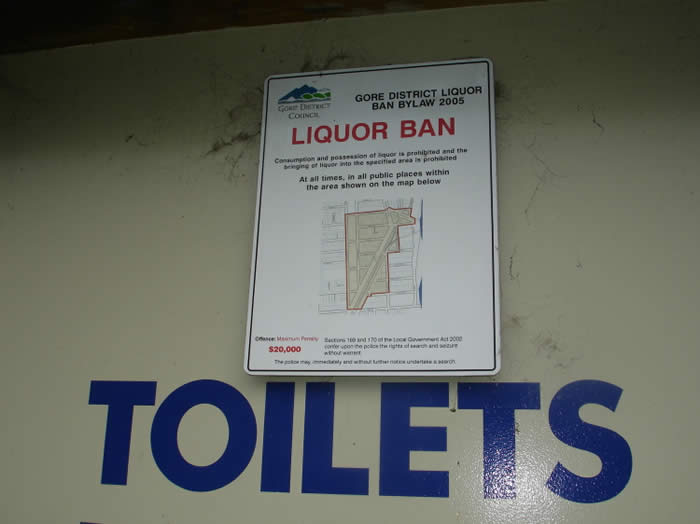 GORE DISTRICT COUNCIL
GORE DISTRICT LIQUOR
BAN BYLAW 2005
LIQUOR BAN
Consumption and possession of liquor is prohibited and the
bringing of liquor into the specified area is prohibited
At all times, in all public places within
the area shown on the map below
Offence: Maximum Penalty
$20,000
Sections 169 and 170 of the Local Government Act 2002
confer upon the police the rights of search and seizure
without warrant
The police may, immediately and without further notice undertake a search.
TOILETS